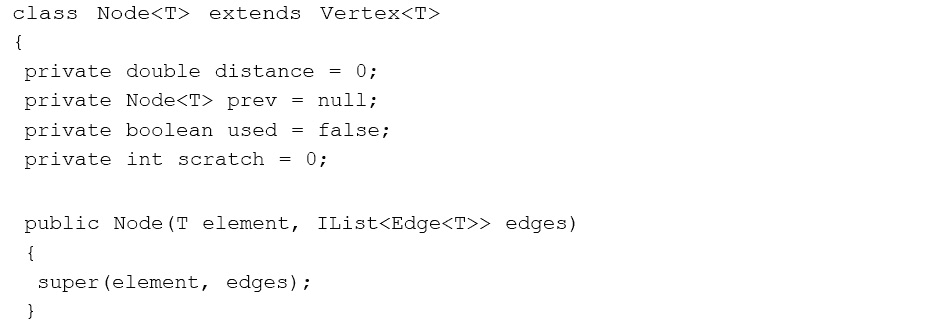 class Node<T> extends Vertex<T>
{
private double distance = 0;
private Node<T> prev = null;
private boolean used = false;
private int scratch = 0;
public Node(T element, IList<Edge<T>> edges)
{
super(element, edges);
}